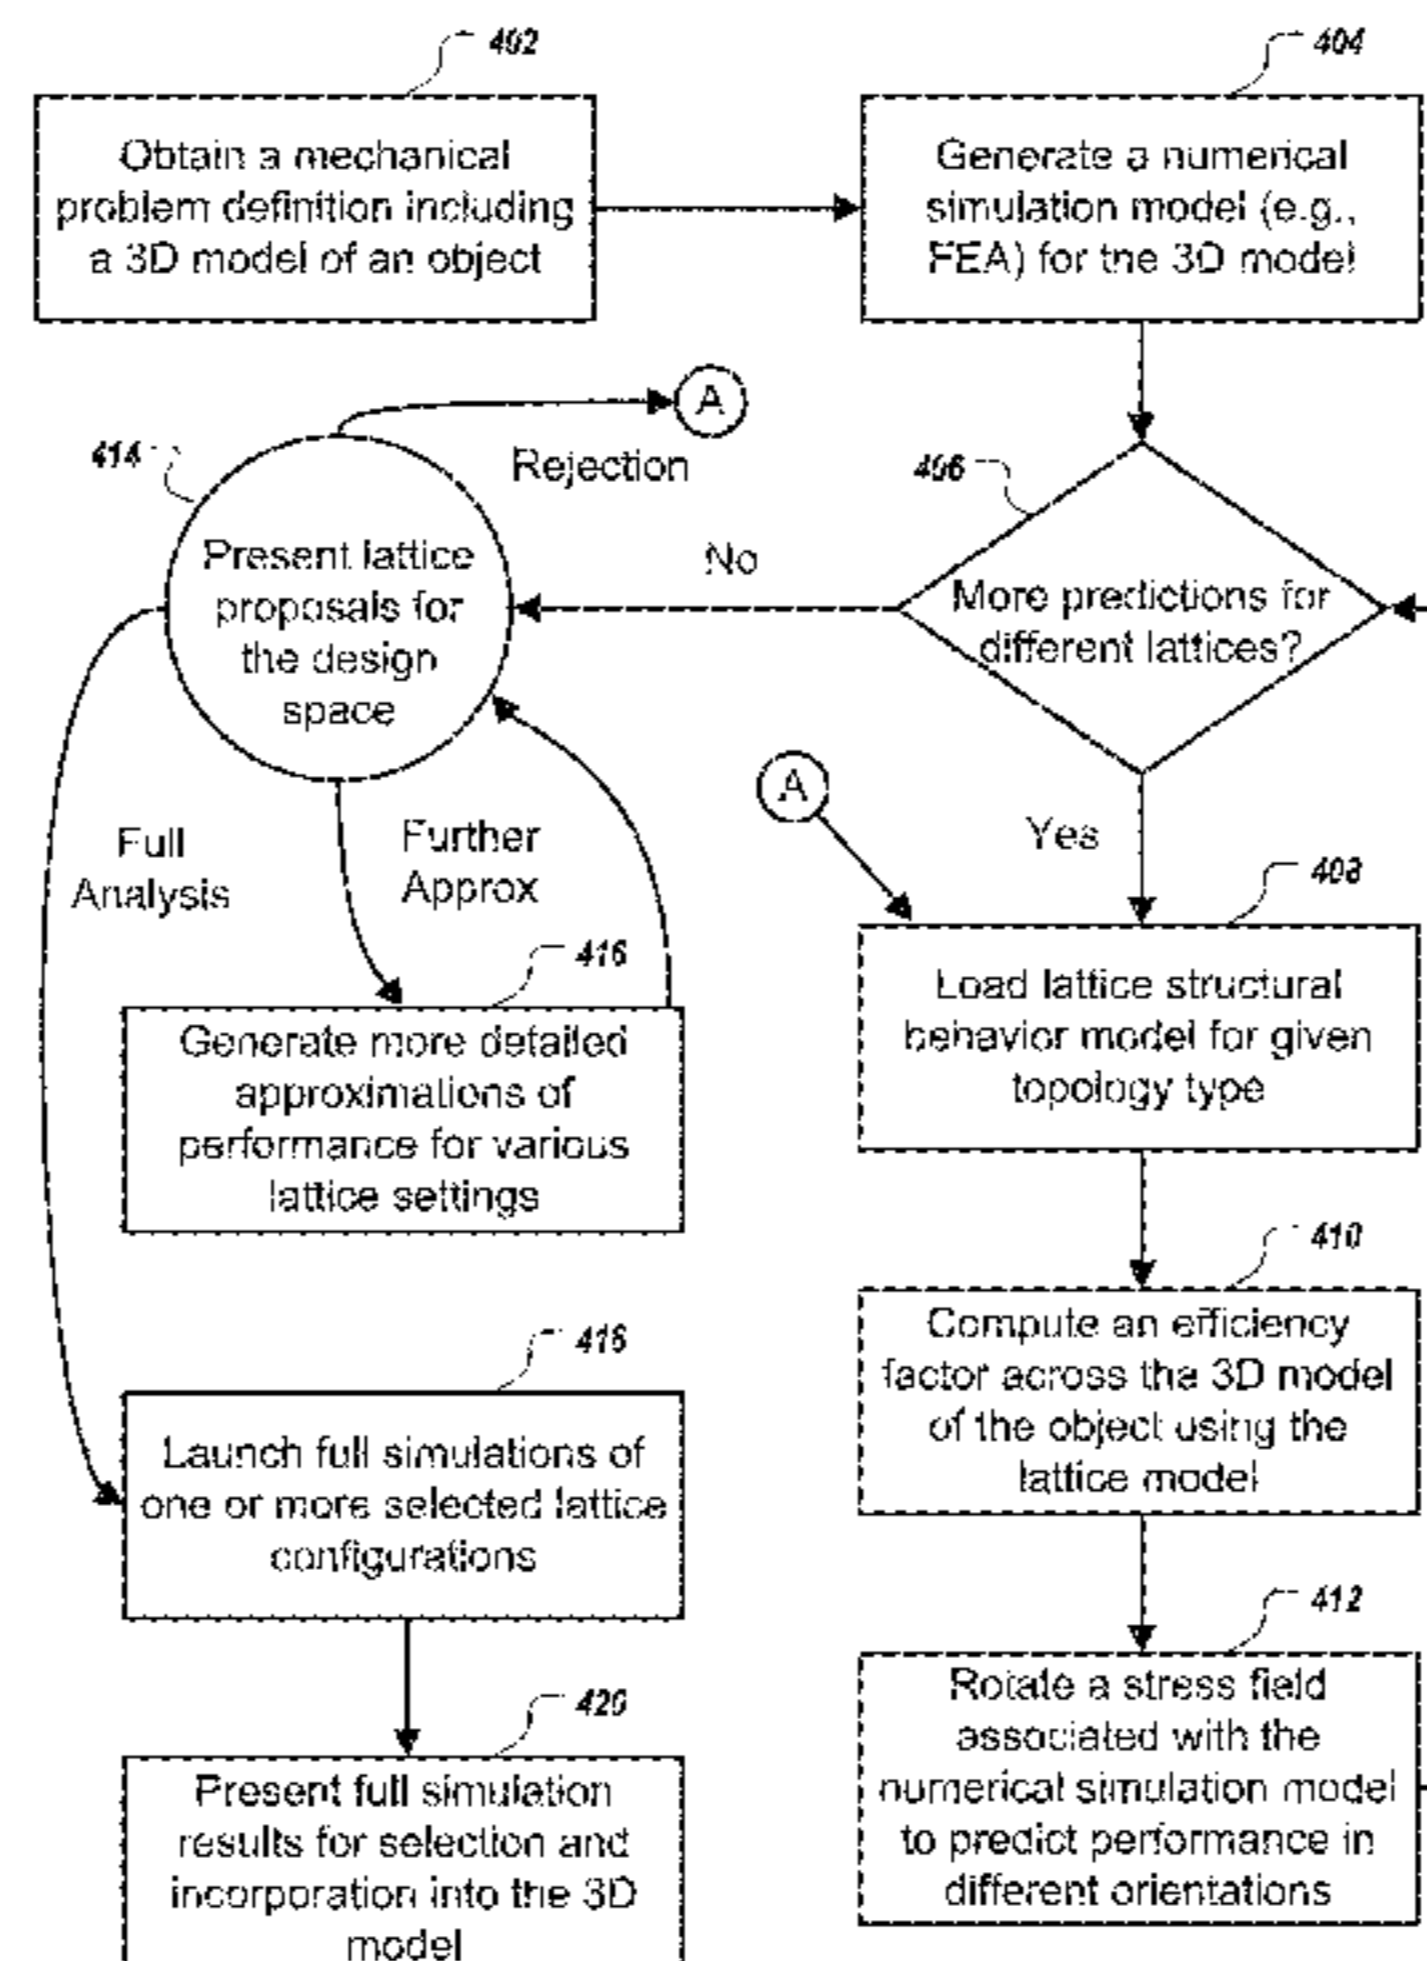 402
Obtain a mechanical
problem definition including
a 3D model of an object
404
Generate a numerical
simulation model (e.g.,
FEA) for the 3D model
A
Rejection
414
Present lattice
proposals for
the design
space
No
406
More predictions for
different lattices?
A
Yes
Full
Analysis
Further
Approx
416
Generate more detailed
approximations of
performance for various
lattice settings
408
Load lattice structural
behavior model for given
topology type
410
Compute an efficiency
factor across the 3D model
of the object using the
lattice model
418
Launch full simulations of
one or more selected lattice
configurations
412
Rotate a stress field
associated with the
numerical simulation model
to predict performance in
different orientations
420
Present full simulation
results for selection and
incorporation into the 3D
model